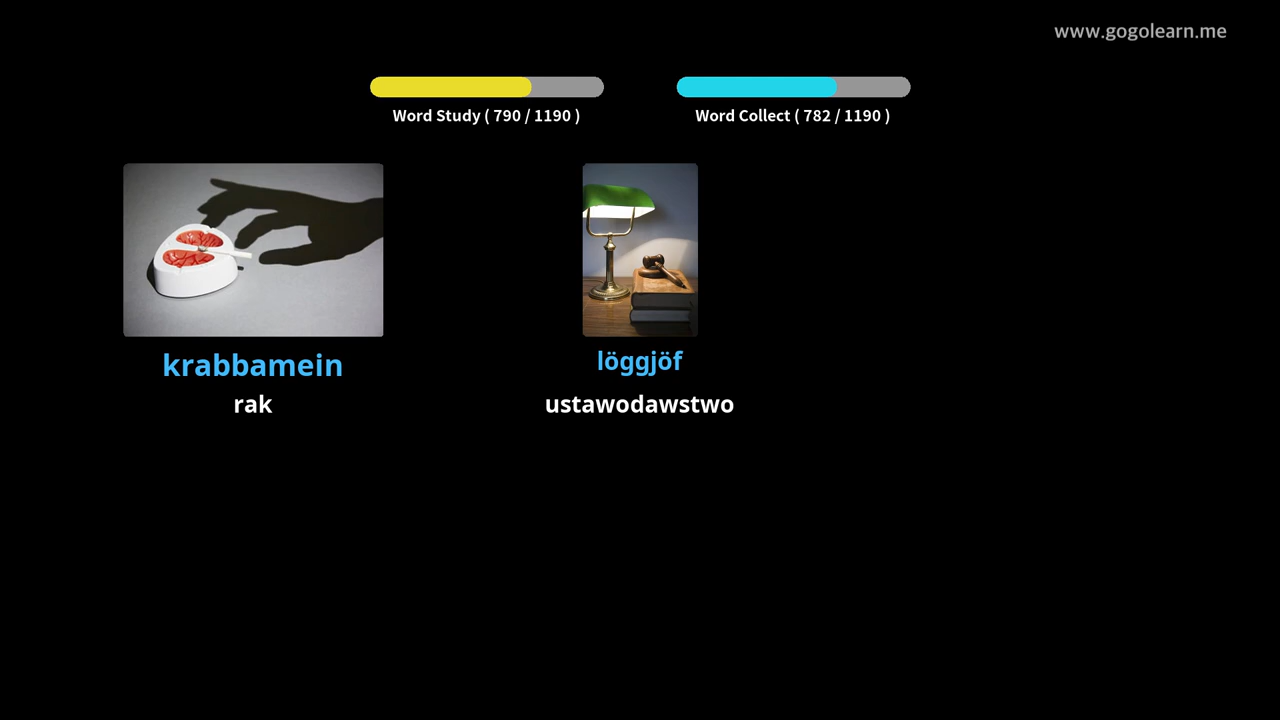 www.gogolearn.me
Word Study ( 790 / 1190 )
Word Collect ( 782 / 1190 )
krabbamein
rak
löggjöf
ustawodawstwo